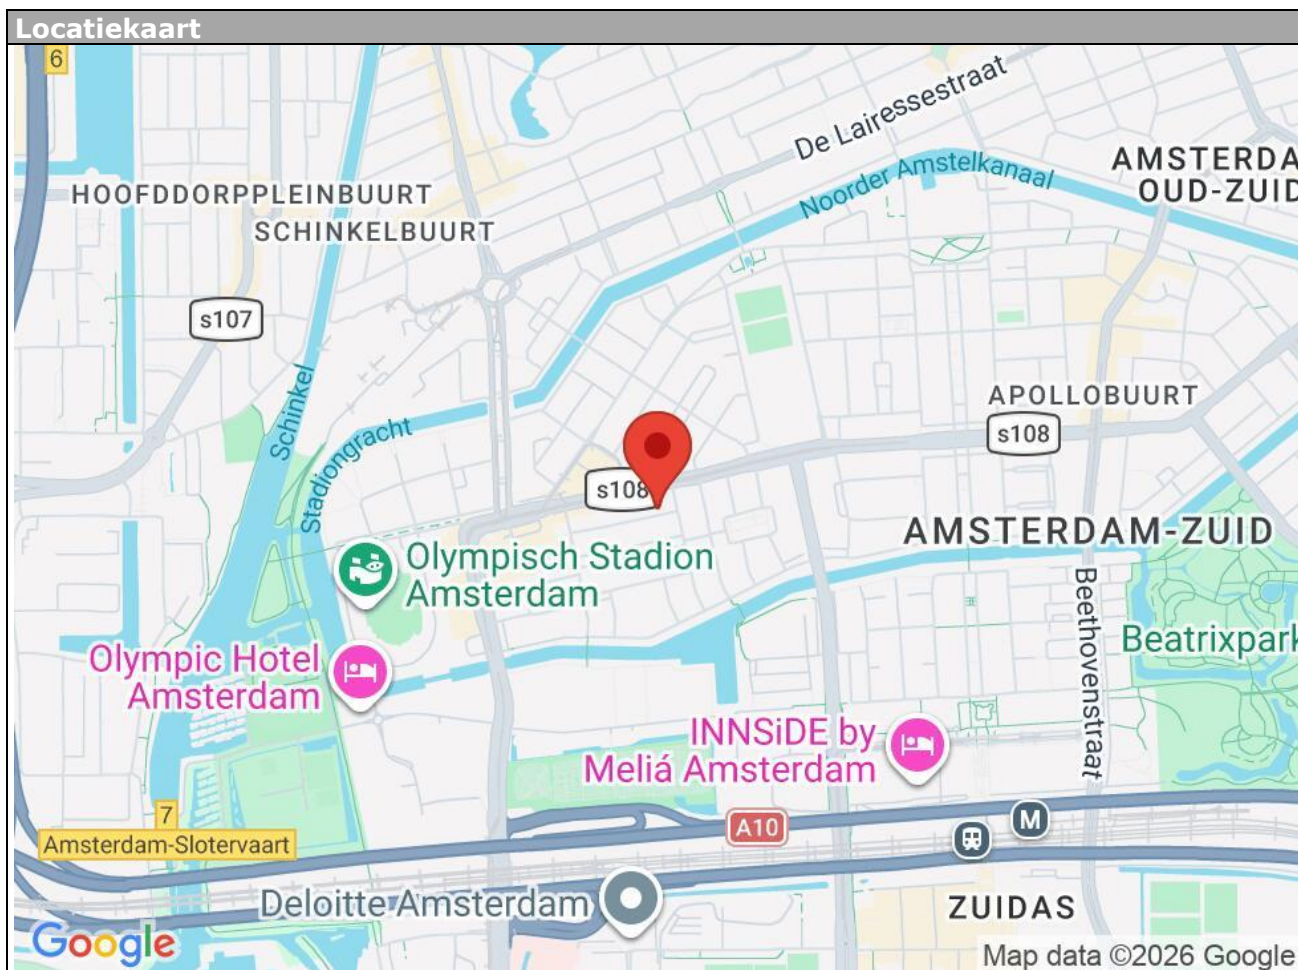 Locatiekaart
6
De Lairessestraat
AMSTERDA
OUD-ZUID
Noorder Amstelkanaal
HOOFDDORPPLEINBUURT
SCHINKELBUURT
s107
Schinkel
Stadiongracht
APOLLOBUURT
s108
s108
AMSTERDAM-ZUID
Olympisch Stadion
Amsterdam
Beethovenstraat
Beatrixpark
Olympic Hotel
Amsterdam
INNSiDE by
Meliá Amsterdam
7
Amsterdam-Slotervaart
A10
M
Deloitte Amsterdam
ZUIDAS
Google
Map data ©2026 Google